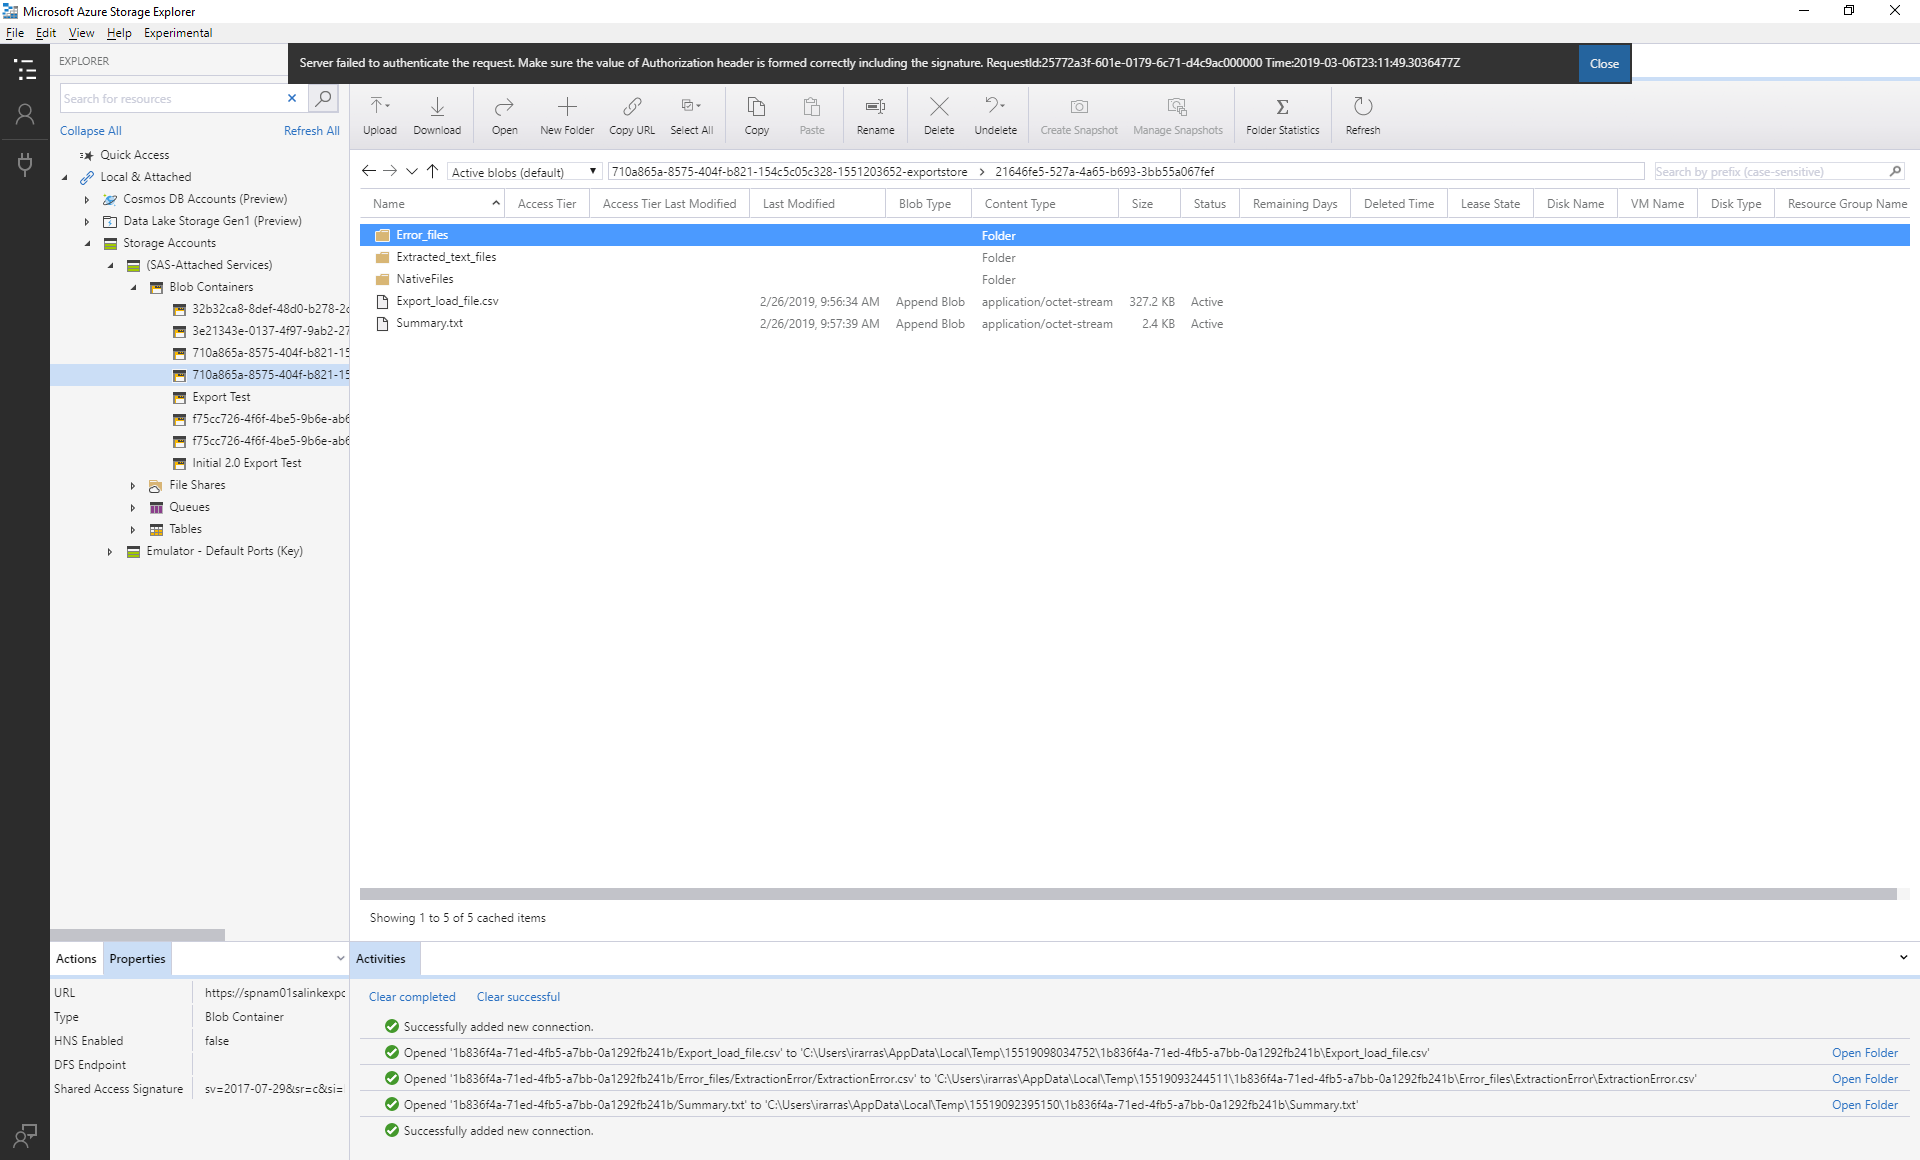 Microsoft Azure Storage Explorer
File Edit View Help Experimental
EXPLORER
Server failed to authenticate the request. Make sure the value of Authorization header is formed correctly including the signature. RequestId:25772a3f-601e-0179-6c71-d4c9ac000000 Time:2019-03-06T23:11:49.3036477Z
Close
Search for resources
Collapse All Refresh All
Quick Access
Local & Attached
Cosmos DB Accounts (Preview)
Data Lake Storage Gen1 (Preview)
Storage Accounts
(SAS-Attached Services)
Blob Containers
32b32ca8-8def-48d0-b278-2c
3e21343e-0137-4f97-9ab2-27
710a865a-8575-404f-b821-15
710a865a-8575-404f-b821-15
Export Test
f75cc726-4f6f-4be5-9b6e-ab6
f75cc726-4f6f-4be5-9b6e-ab6
Initial 2.0 Export Test
File Shares
Queues
Tables
Emulator - Default Ports (Key)
Upload Download Open New Folder Copy URL Select All Copy Paste Rename Delete Undelete Create Snapshot Manage Snapshots Folder Statistics Refresh
Active blobs (default) 710a865a-8575-404f-b821-154c5c05c328-1551203652-exportstore > 21646fe5-527a-4a65-b693-3bb55a067fef Search by prefix (case-sensitive)
Name Access Tier Access Tier Last Modified Last Modified Blob Type Content Type Size Status Remaining Days Deleted Time Lease State Disk Name VM Name Disk Type Resource Group Name
Error_files Folder
Extracted_text_files Folder
NativeFiles Folder
Export_load_file.csv 2/26/2019, 9:56:34 AM Append Blob application/octet-stream 327.2 KB Active
Summary.txt 2/26/2019, 9:57:39 AM Append Blob application/octet-stream 2.4 KB Active
Showing 1 to 5 of 5 cached items
Actions Properties
URL https://spnam01salinkexpc
Type Blob Container
HNS Enabled false
DFS Endpoint
Shared Access Signature sv=2017-07-29&sr=c&si=
Activities
Clear completed Clear successful
Successfully added new connection.
Opened '1b836f4a-71ed-4fb5-a7bb-0a1292fb241b/Export_load_file.csv' to 'C:\Users\irarras\AppData\Local\Temp\15519098034752\1b836f4a-71ed-4fb5-a7bb-0a1292fb241b\Export_load_file.csv' Open Folder
Opened '1b836f4a-71ed-4fb5-a7bb-0a1292fb241b/Error_files/ExtractionError/ExtractionError.csv' to 'C:\Users\irarras\AppData\Local\Temp\15519093244511\1b836f4a-71ed-4fb5-a7bb-0a1292fb241b\Error_files\ExtractionError\ExtractionError.csv' Open Folder
Opened '1b836f4a-71ed-4fb5-a7bb-0a1292fb241b/Summary.txt' to 'C:\Users\irarras\AppData\Local\Temp\15519092395150\1b836f4a-71ed-4fb5-a7bb-0a1292fb241b\Summary.txt' Open Folder
Successfully added new connection.